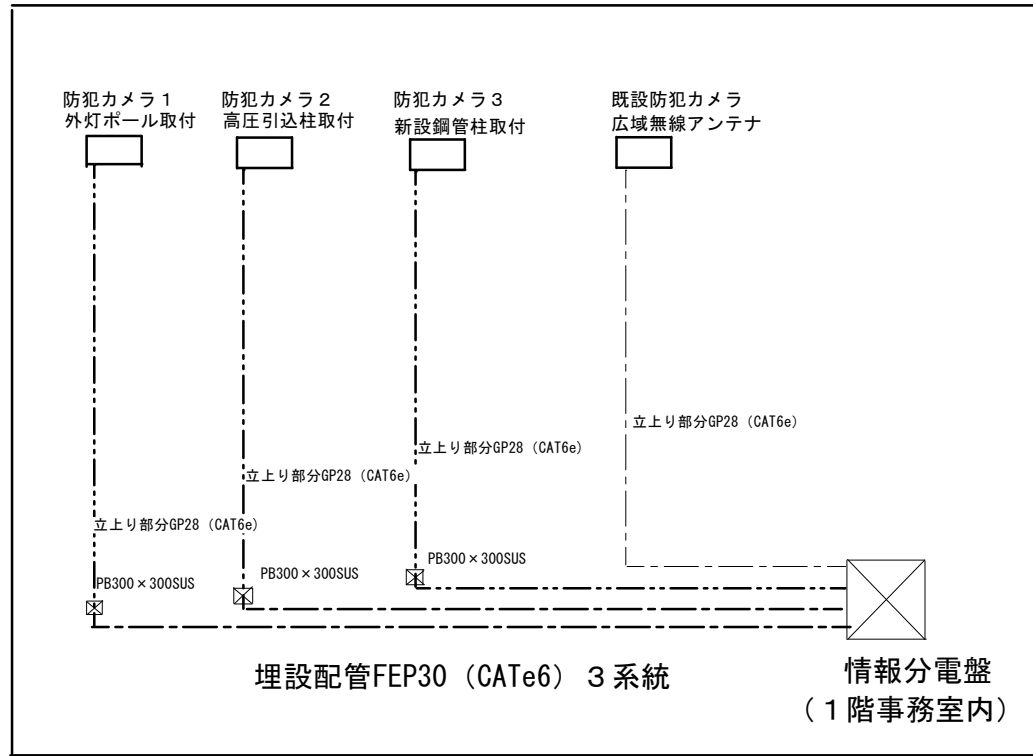 防犯カメラ１
外灯ポール取付
防犯カメラ２
高圧引込柱取付
防犯カメラ３
新設鋼管柱取付
既設防犯カメラ
広域無線アンテナ
立上り部分GP28（CAT6e）
立上り部分GP28（CAT6e）
立上り部分GP28（CAT6e）
立上り部分GP28（CAT6e）
PB300×300SUS
PB300×300SUS
PB300×300SUS
埋設配管FEP30（CATe6）３系統
情報分電盤
（１階事務室内）